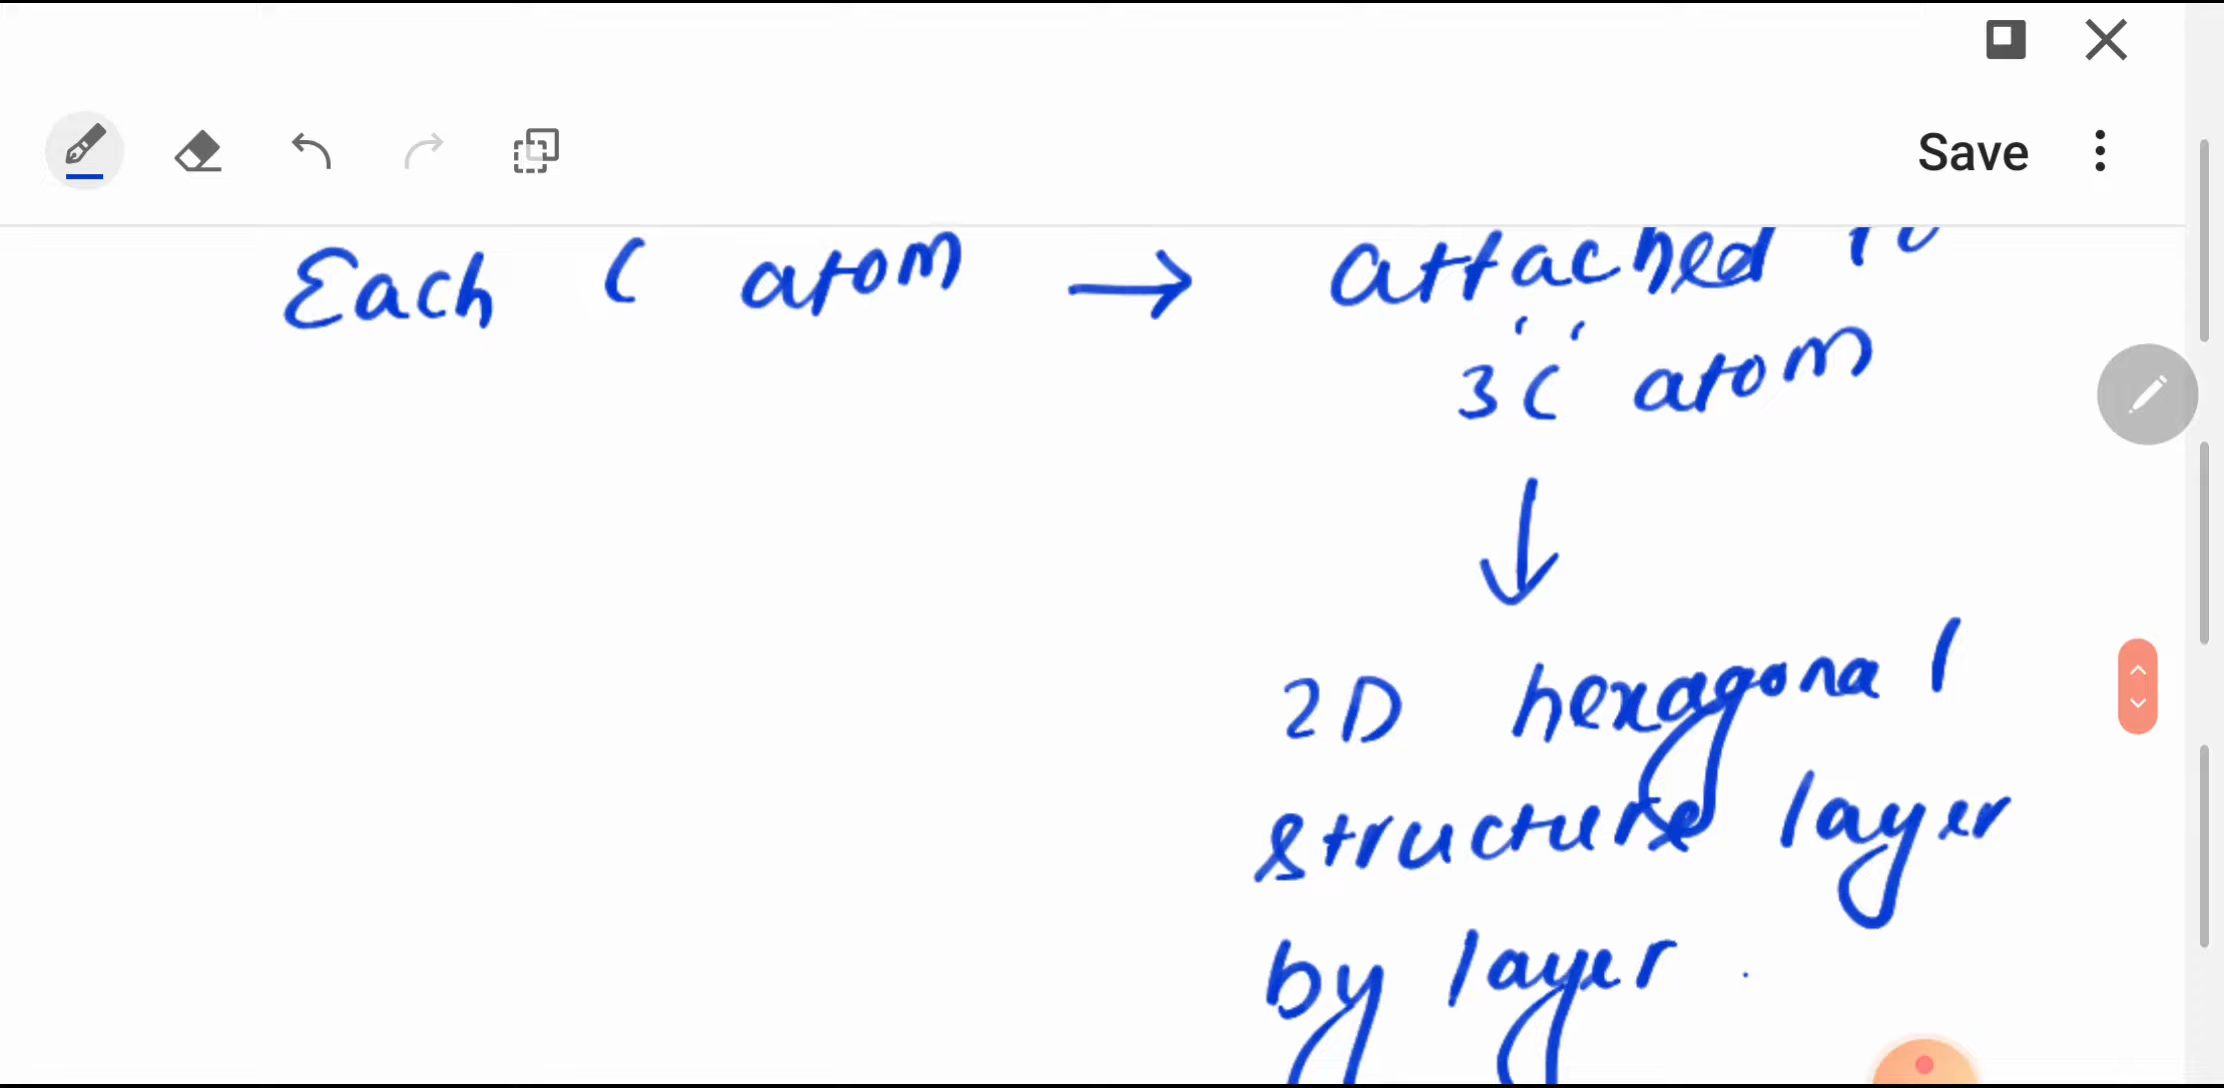 Save
Each C atom → attached to
3 'C' atom
↓
2D hexagonal
structure layer
by layer.